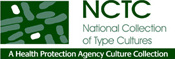 NCTC
National Collection
of Type Cultures
A Health Protection Agency Culture Collection